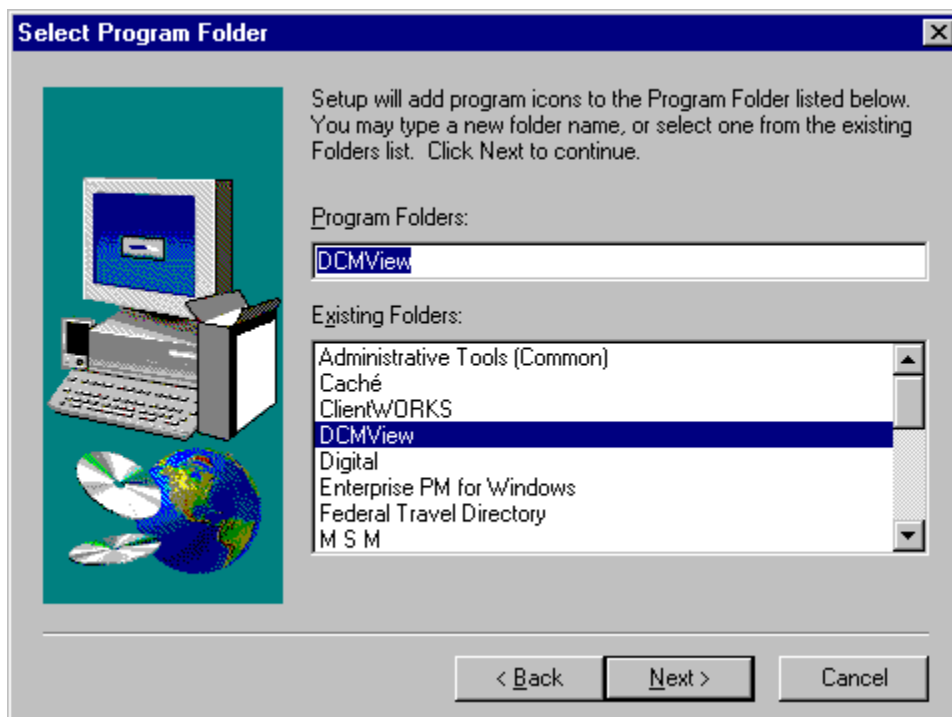 Select Program Folder
Setup will add program icons to the Program Folder listed below.
You may type a new folder name, or select one from the existing
Folders list.  Click Next to continue.
Program Folders:
DCMView
Existing Folders:
Administrative Tools (Common)
Caché
ClientWORKS
DCMView
Digital
Enterprise PM for Windows
Federal Travel Directory
M S M
< Back
Next >
Cancel